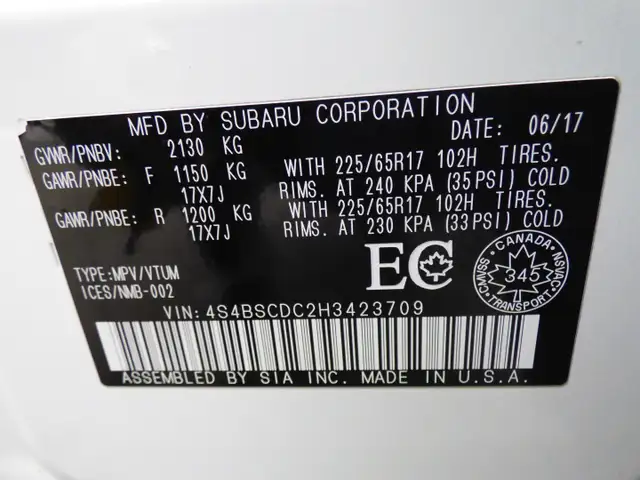 MFD BY SUBARU CORPORATION
DATE: 06/17
GVWR/PNBV: 2130 KG
GAWR/PNBE: F 1150 KG WITH 225/65R17 102H TIRES.
17X7J RIMS. AT 240 KPA (35PSI) COLD
GAWR/PNBE: R 1200 KG WITH 225/65R17 102H TIRES.
17X7J RIMS. AT 230 KPA (33PSI) COLD
EC
TYPE:MPV/VTUM
ICES/NMB-002
CANADA
NSVAC
345
CMVSS
TRANSPORT
VIN:4S4BSCDC2H3423709
ASSEMBLED BY SIA INC. MADE IN U.S.A.